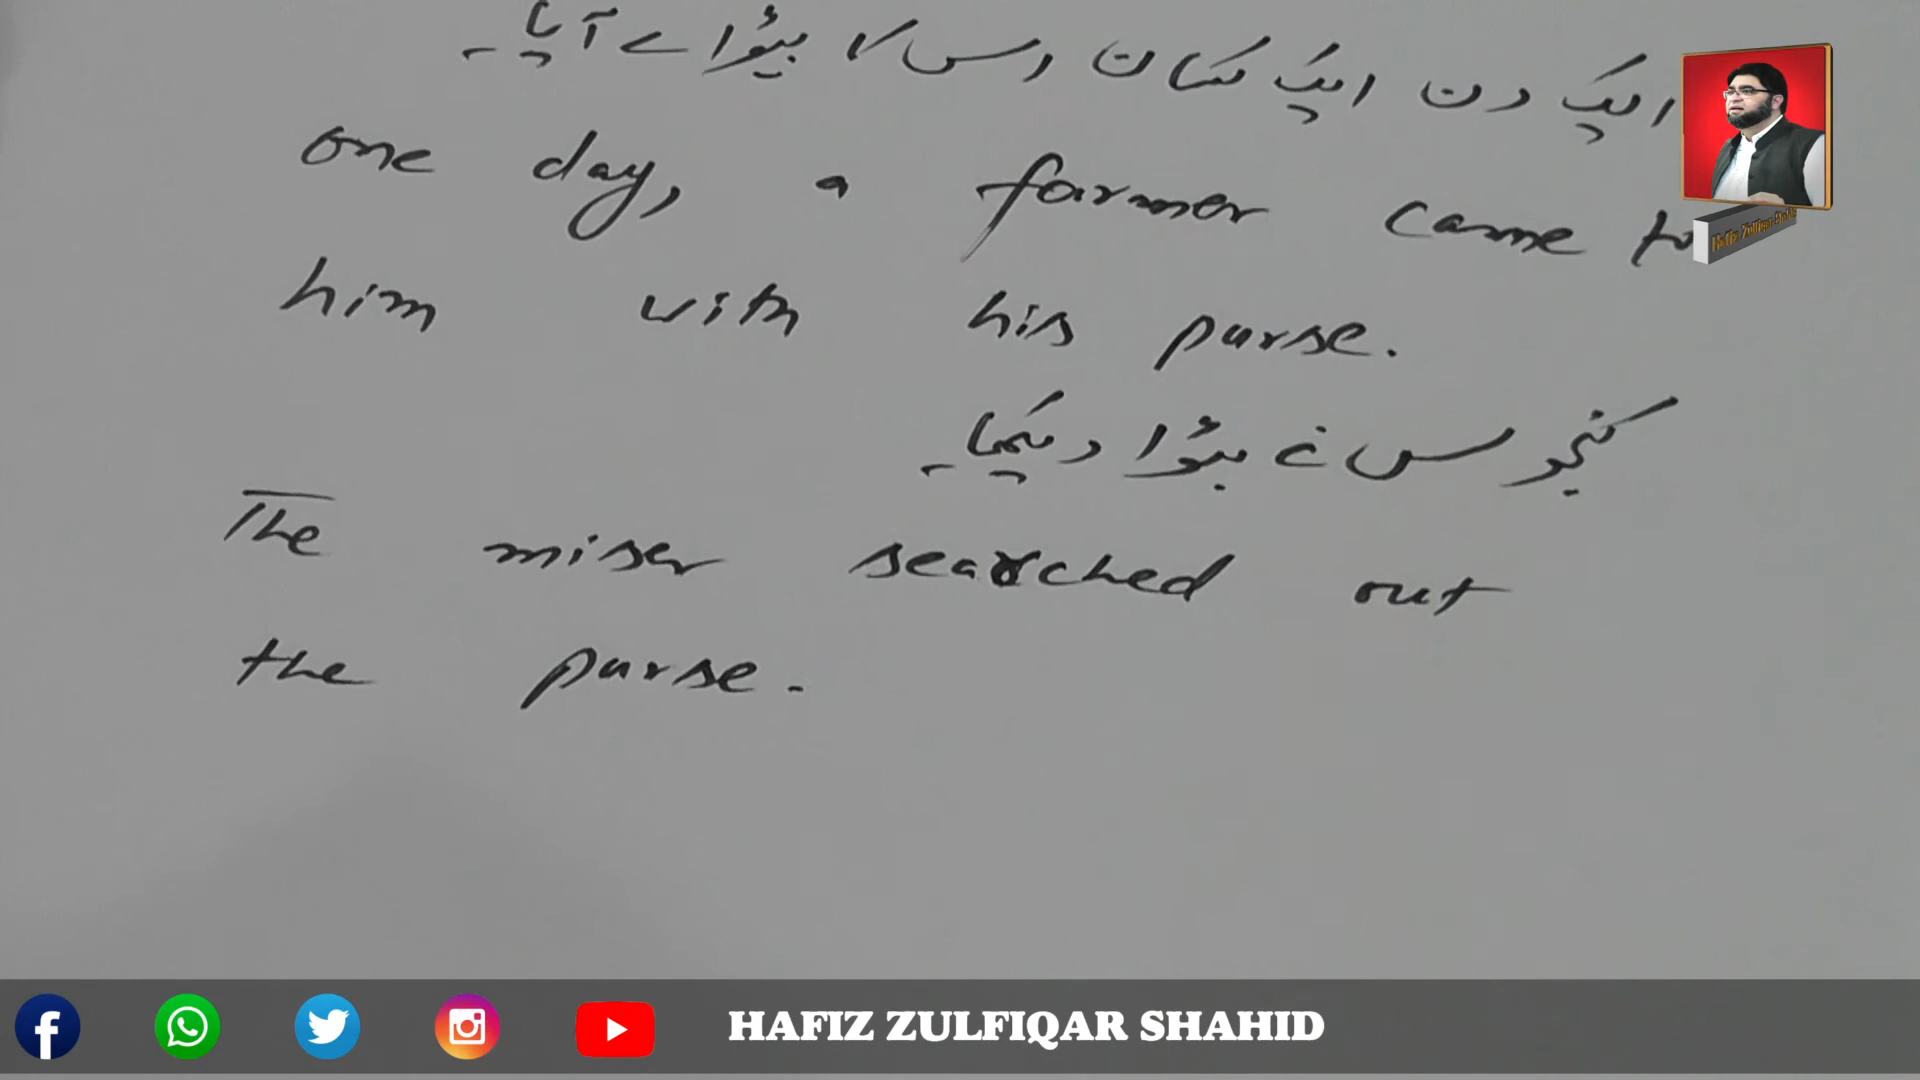 ایک دن ایک کسان اس کا بیٹوا لے آیا۔
one day, a farmer came to
him with his purse.
کنجوس نے بٹوا دیکھا۔
The miser searched out
the purse.
HAFIZ ZULFIQAR SHAHID